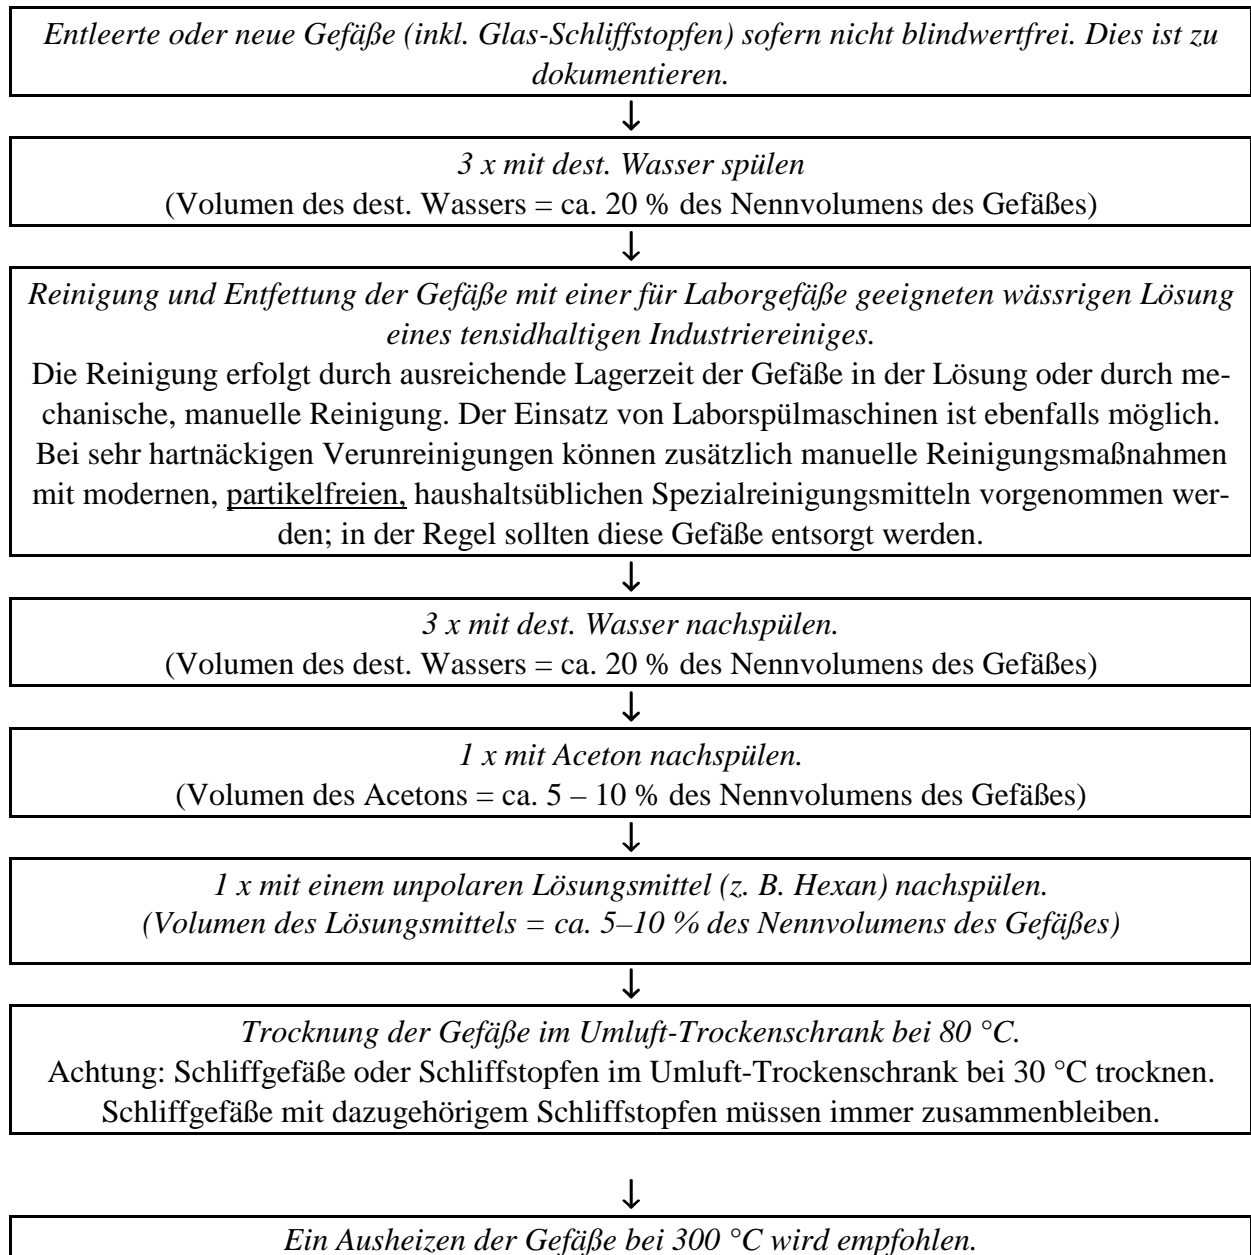 Entleerte oder neue Gefäße (inkl. Glas-Schliffstopfen) sofern nicht blindwertfrei. Dies ist zu
dokumentieren.
↓
3 x mit dest. Wasser spülen
(Volumen des dest. Wassers = ca. 20 % des Nennvolumens des Gefäßes)
↓
Reinigung und Entfettung der Gefäße mit einer für Laborgefäße geeigneten wässrigen Lösung
eines tensidhaltigen Industriereiniges.
Die Reinigung erfolgt durch ausreichende Lagerzeit der Gefäße in der Lösung oder durch me-
chanische, manuelle Reinigung. Der Einsatz von Laborspülmaschinen ist ebenfalls möglich.
Bei sehr hartnäckigen Verunreinigungen können zusätzlich manuelle Reinigungsmaßnahmen
mit modernen, partikelfreien, haushaltsüblichen Spezialreinigungsmitteln vorgenommen wer-
den; in der Regel sollten diese Gefäße entsorgt werden.
↓
3 x mit dest. Wasser nachspülen.
(Volumen des dest. Wassers = ca. 20 % des Nennvolumens des Gefäßes)
↓
1 x mit Aceton nachspülen.
(Volumen des Acetons = ca. 5 – 10 % des Nennvolumens des Gefäßes)
↓
1 x mit einem unpolaren Lösungsmittel (z. B. Hexan) nachspülen.
(Volumen des Lösungsmittels = ca. 5–10 % des Nennvolumens des Gefäßes)
↓
Trocknung der Gefäße im Umluft-Trockenschrank bei 80 °C.
Achtung: Schliffgefäße oder Schliffstopfen im Umluft-Trockenschrank bei 30 °C trocknen.
Schliffgefäße mit dazugehörigem Schliffstopfen müssen immer zusammenbleiben.
↓
Ein Ausheizen der Gefäße bei 300 °C wird empfohlen.